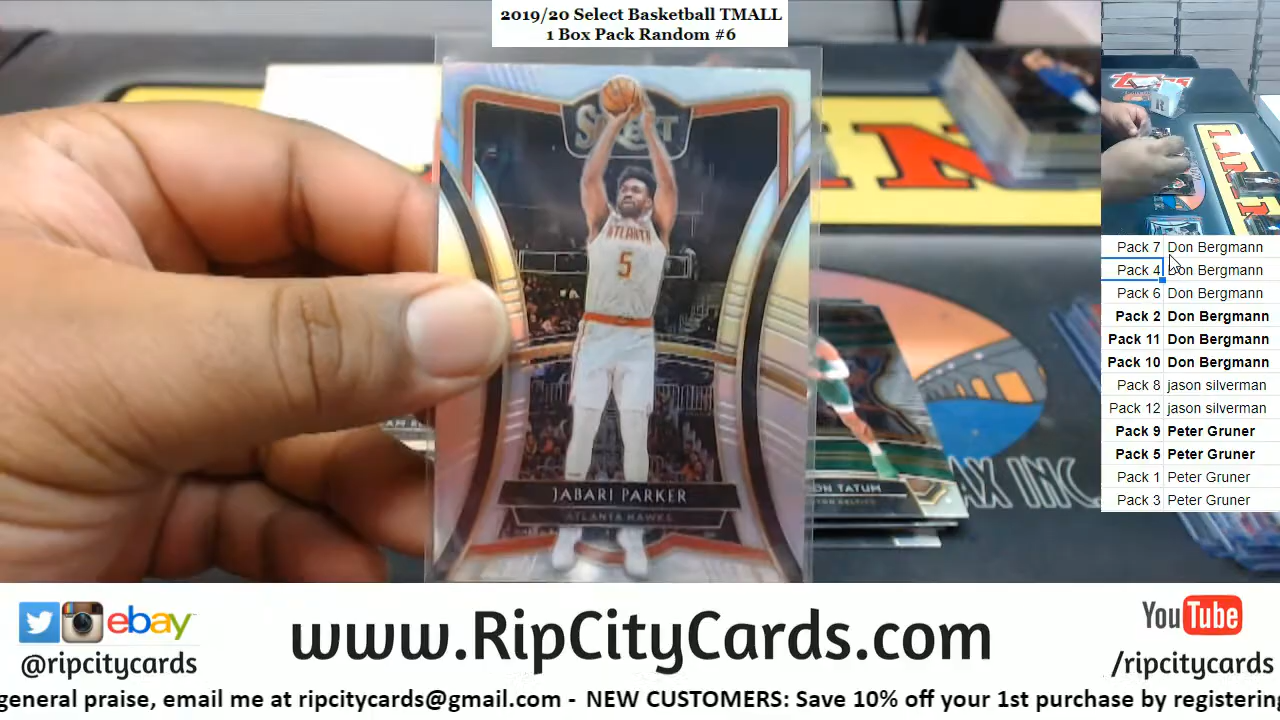 2019/20 Select Basketball TMALL
1 Box Pack Random #6
SELECT
ATLANTA
5
JABARI PARKER
ATLANTA HAWKS
ON TATUM
AX INC.
Topps
Pack 7 Don Bergmann
Pack 4 Don Bergmann
Pack 6 Don Bergmann
Pack 2 Don Bergmann
Pack 11 Don Bergmann
Pack 10 Don Bergmann
Pack 8 jason silverman
Pack 12 jason silverman
Pack 9 Peter Gruner
Pack 5 Peter Gruner
Pack 1 Peter Gruner
Pack 3 Peter Gruner
ebay
@ripcitycards
www.RipCityCards.com
YouTube
/ripcitycards
general praise, email me at ripcitycards@gmail.com - NEW CUSTOMERS: Save 10% off your 1st purchase by registering